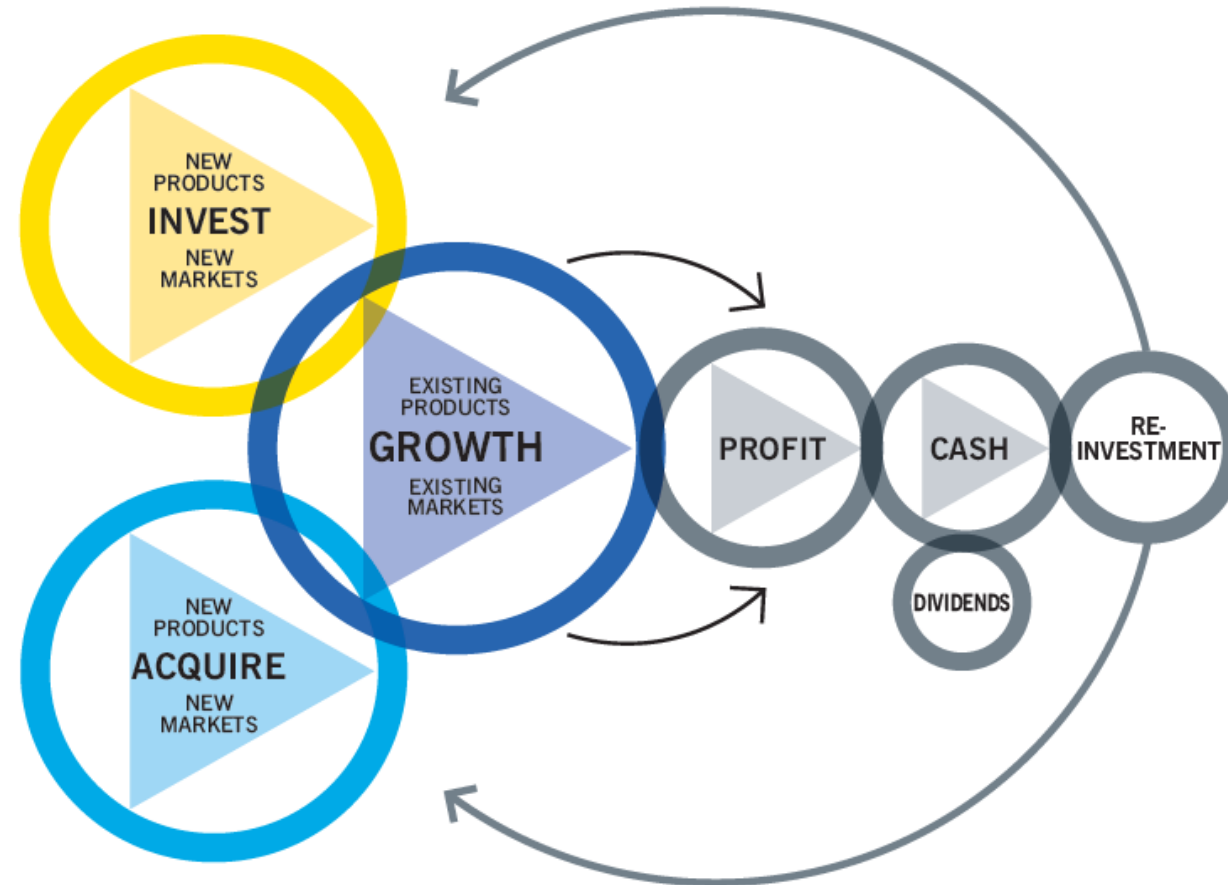 NEW
PRODUCTS
INVEST
NEW
MARKETS
EXISTING
PRODUCTS
GROWTH
EXISTING
MARKETS
NEW
PRODUCTS
ACQUIRE
NEW
MARKETS
PROFIT
CASH
RE-
INVESTMENT
DIVIDENDS